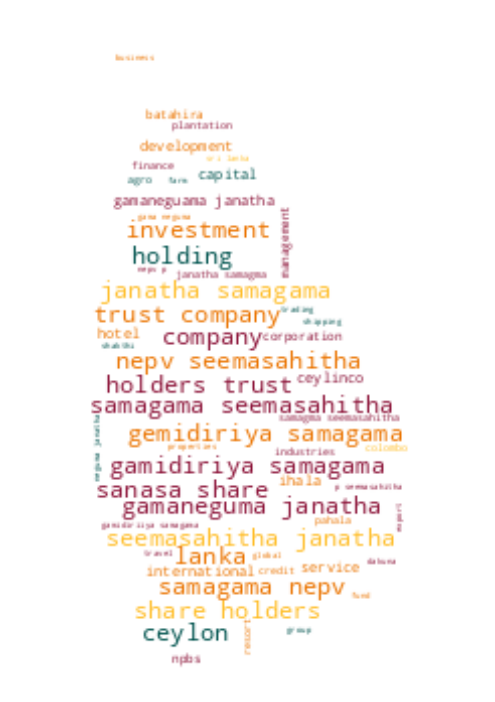 business
batahira
plantation
development
sri lanka
finance
capital
agro
farm
gamaneguama janatha
gama neguma
management
investment
holding
nepv p
janatha samagma
janatha samagama
trading
trust company
shipping
hotel
company
corporation
shakthi
nepv seemasahitha
ceylinco
holders trust
samagama seemasahitha
samagma seemasahitha
neguma janatha
gemidiriya samagama
properties
colombo
industries
gamidiriya samagama
ihala
sanasa share
p seemasahitha
gamaneguma janatha
export
pahala
gamidiriiya samagama
seemasahitha janatha
travel
lanka
global
dakuna
international
credit
service
samagama nepv
fund
share holders
ceylon
resort
group
npbs